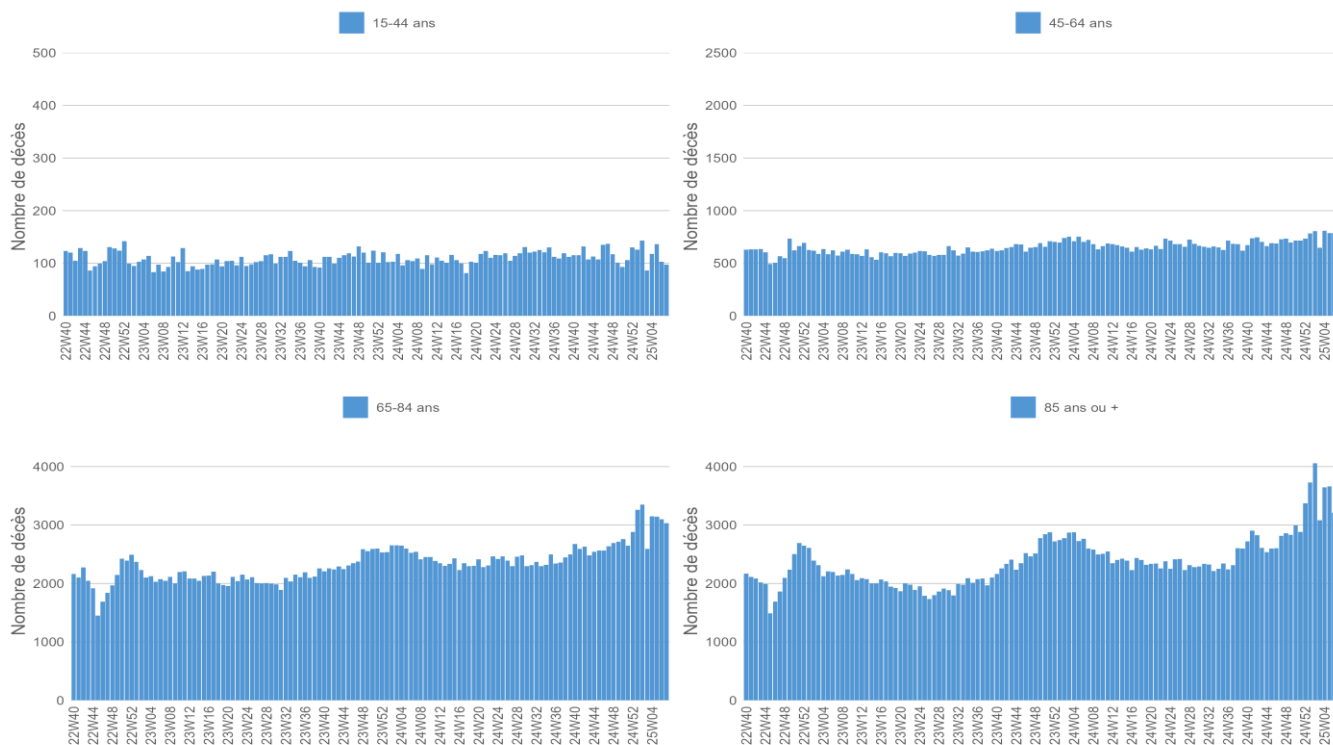 15-44 ans
45-64 ans
Nombre de décès
500
400
300
200
100
0
22W40
22W44
22W48
22W52
23W04
23W08
23W12
23W16
23W20
23W24
23W28
23W32
23W36
23W40
23W44
23W48
23W52
24W04
24W08
24W12
24W16
24W20
24W24
24W28
24W32
24W36
24W40
24W44
24W48
24W52
25W04
Nombre de décès
2500
2000
1500
1000
500
0
22W40
22W44
22W48
22W52
23W04
23W08
23W12
23W16
23W20
23W24
23W28
23W32
23W36
23W40
23W44
23W48
23W52
24W04
24W08
24W12
24W16
24W20
24W24
24W28
24W32
24W36
24W40
24W44
24W48
24W52
25W04
65-84 ans
85 ans ou +
Nombre de décès
4000
3000
2000
1000
0
22W40
22W44
22W48
22W52
23W04
23W08
23W12
23W16
23W20
23W24
23W28
23W32
23W36
23W40
23W44
23W48
23W52
24W04
24W08
24W12
24W16
24W20
24W24
24W28
24W32
24W36
24W40
24W44
24W48
24W52
25W04
Nombre de décès
4000
3000
2000
1000
0
22W40
22W44
22W48
22W52
23W04
23W08
23W12
23W16
23W20
23W24
23W28
23W32
23W36
23W40
23W44
23W48
23W52
24W04
24W08
24W12
24W16
24W20
24W24
24W28
24W32
24W36
24W40
24W44
24W48
24W52
25W04